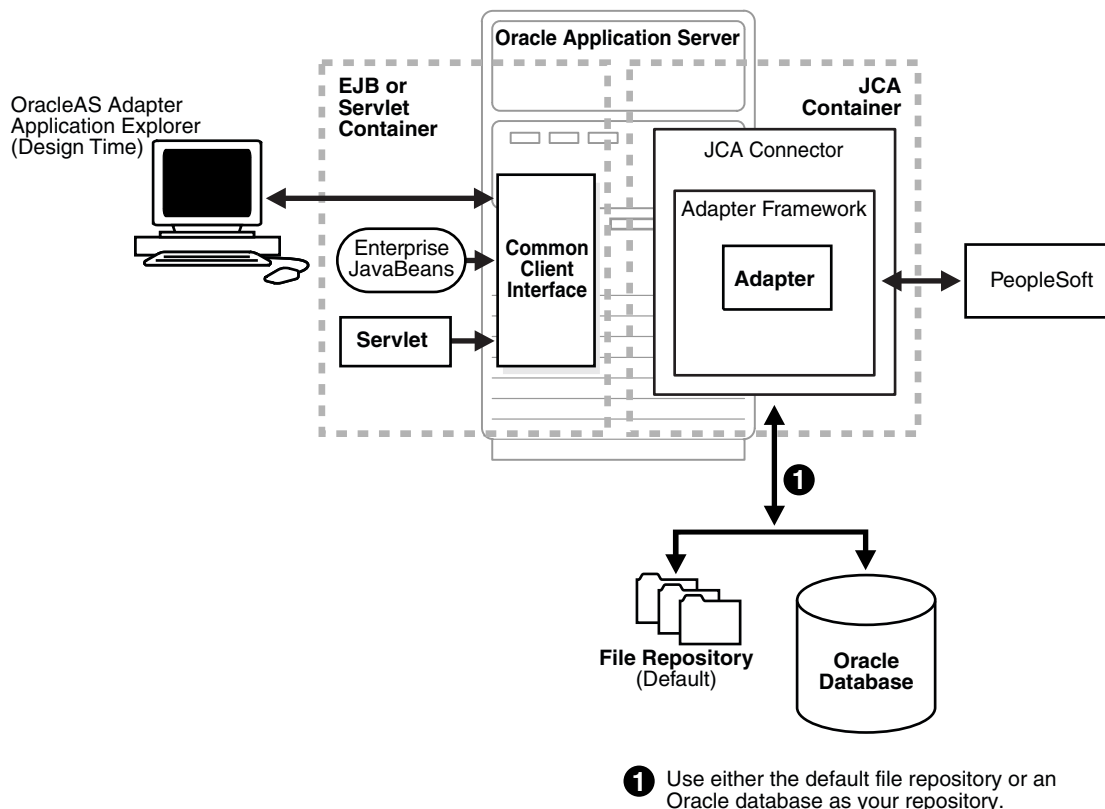 Oracle Application Server
EJB or
Servlet
Container
JCA
Container
OracleAS Adapter
Application Explorer
(Design Time)
JCA Connector
Adapter Framework
Adapter
Enterprise
JavaBeans
Common
Client
Interface
Servlet
PeopleSoft
1
File Repository
(Default)
Oracle
Database
1 Use either the default file repository or an
Oracle database as your repository.